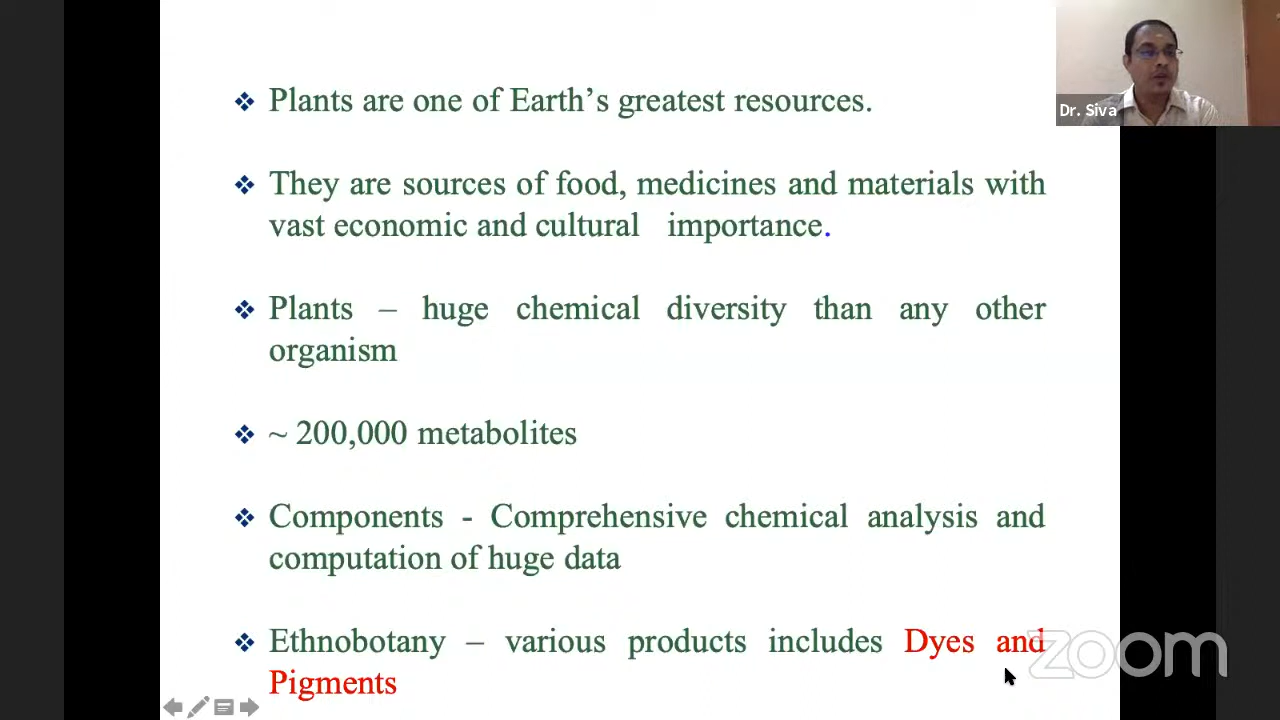 Plants are one of Earth's greatest resources.
They are sources of food, medicines and materials with
vast economic and cultural importance.
Plants – huge chemical diversity than any other
organism
~ 200,000 metabolites
Components - Comprehensive chemical analysis and
computation of huge data
Ethnobotany – various products includes Dyes and
Pigments
Dr. Siva
zoom